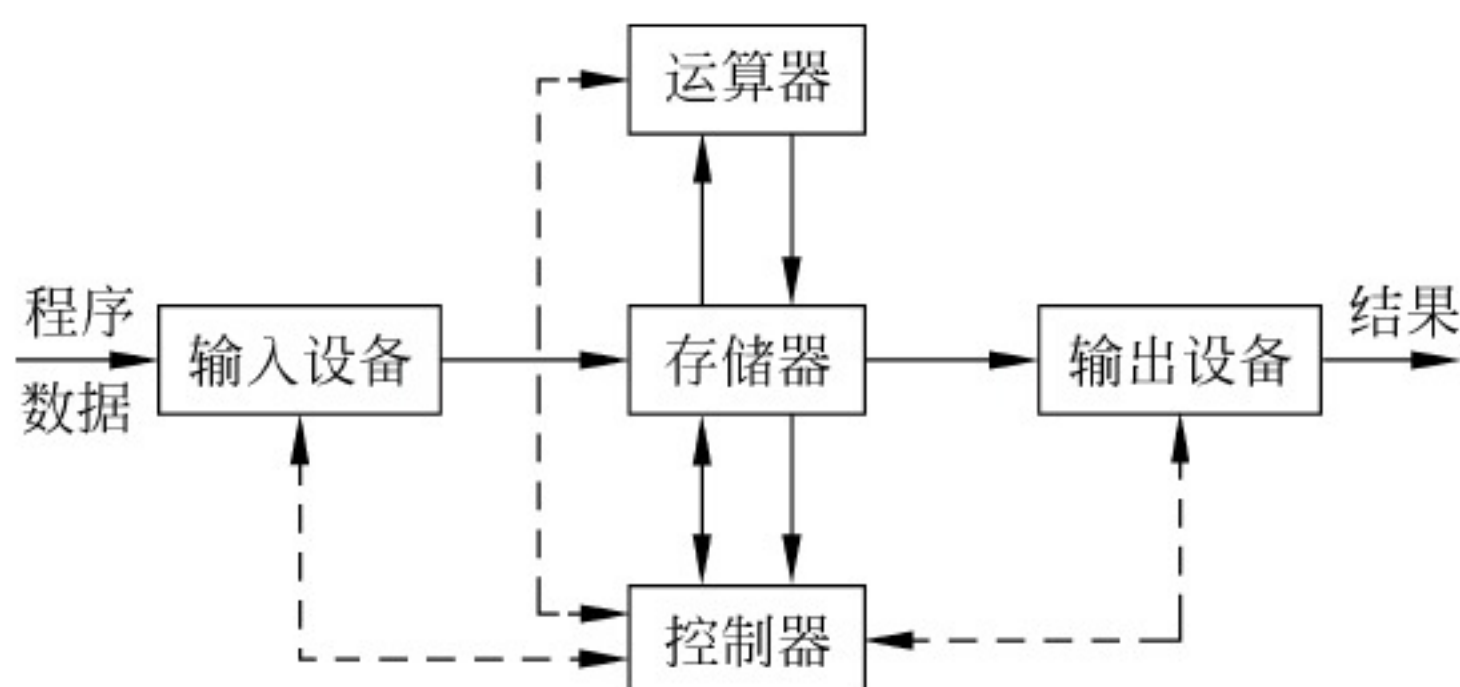 运算器
程序
数据
输入设备
存储器
输出设备
结果
控制器